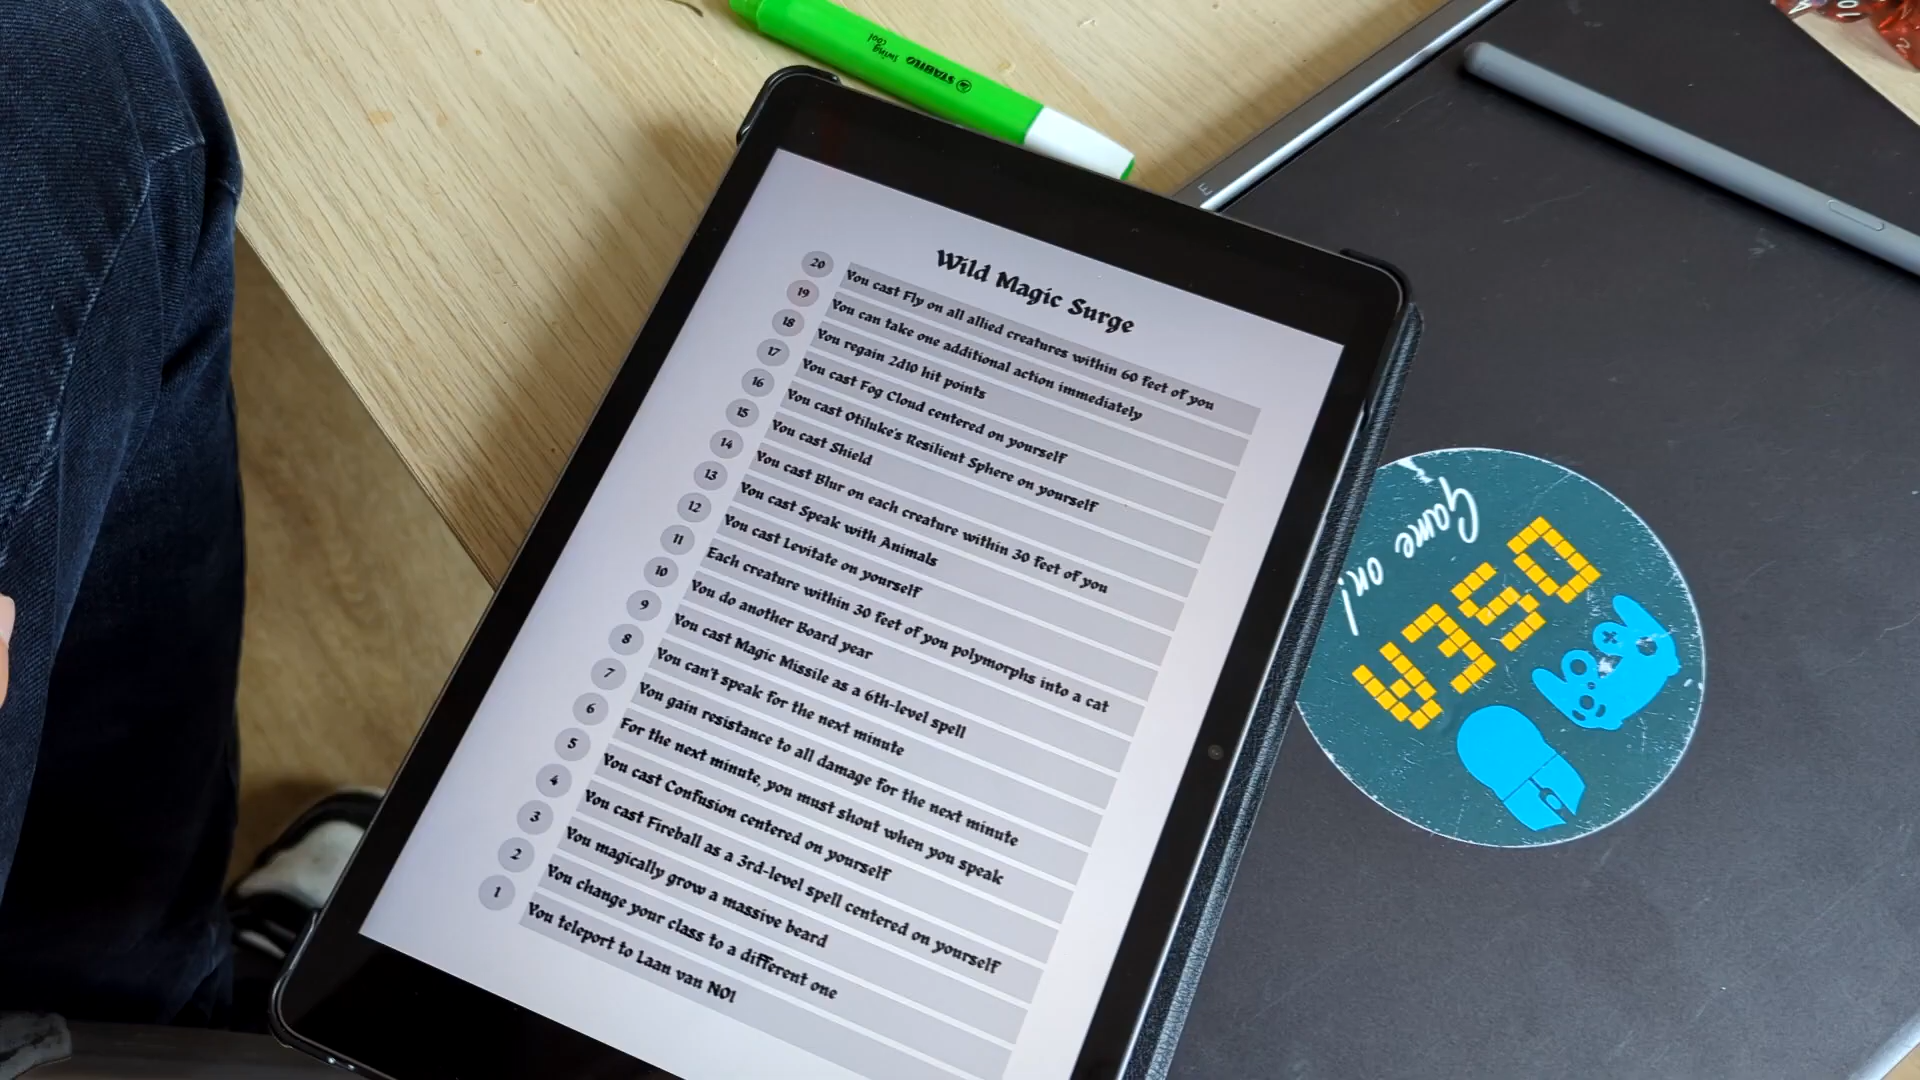 STABILO swing cool
Wild Magic Surge
20 You cast Fly on all allied creatures within 60 feet of you
19 You can take one additional action immediately
18 You regain 2d10 hit points
17 You cast Fog Cloud centered on yourself
16 You cast Otiluke's Resilient Sphere on yourself
15 You cast Shield
14 You cast Blur on each creature within 30 feet of you
13 You cast Speak with Animals
12 You cast Levitate on yourself
11 Each creature within 30 feet of you polymorphs into a cat
10 You do another Board year
9 You cast Magic Missile as a 6th-level spell
8 You can't speak for the next minute
7 You gain resistance to all damage for the next minute
6 For the next minute, you must shout when you speak
5 You cast Confusion centered on yourself
4 You cast Fireball as a 3rd-level spell centered on yourself
3 You magically grow a massive beard
2 You change your class to a different one
1 You teleport to Laan van NOI
DSEA
Game on!
10
2